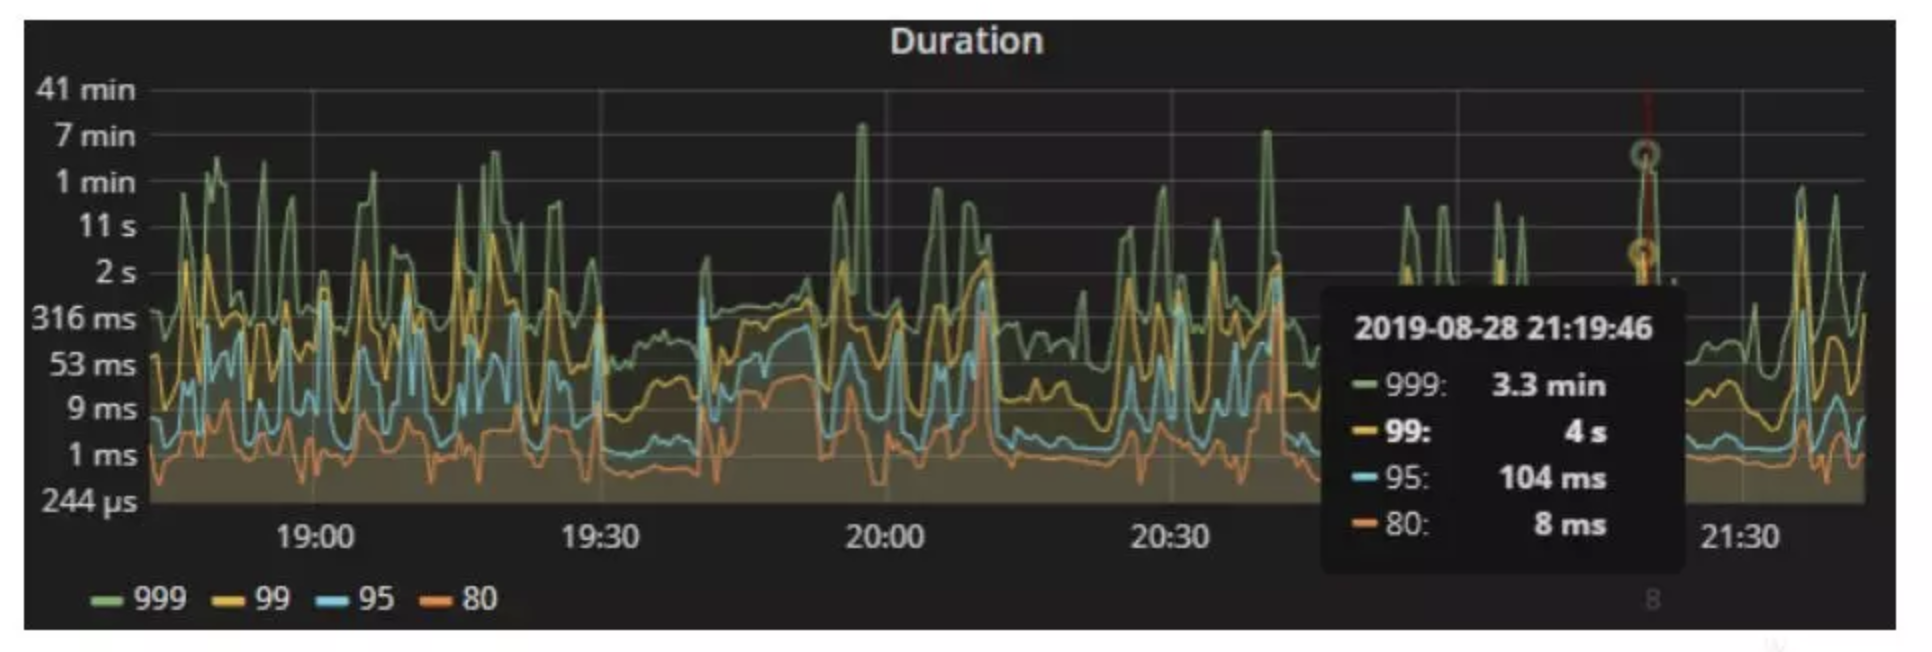 Duration
41 min
7 min
1 min
11 s
2 s
316 ms
53 ms
9 ms
1 ms
244 µs
19:00 19:30 20:00 20:30 21:30
2019-08-28 21:19:46
999: 3.3 min
99: 4 s
95: 104 ms
80: 8 ms
999 99 95 80
8